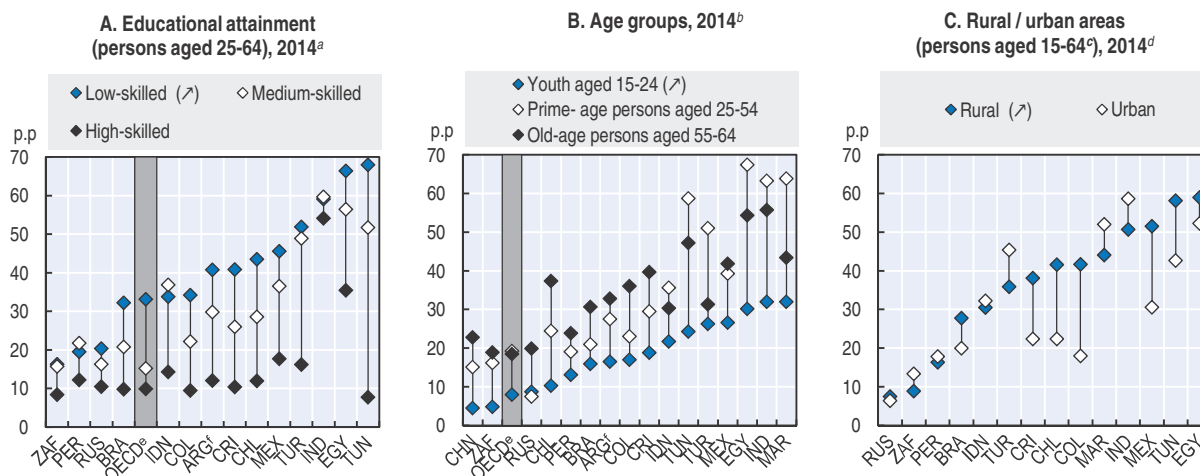 A. Educational attainment
(persons aged 25-64), 2014ᵃ
Low-skilled (↗)
Medium-skilled
High-skilled
p.p
70
60
50
40
30
20
10
0
ZAF
PER
RUS
BRA
OECDᵉ
IDN
COL
ARGᶠ
CRI
CHL
MEX
TUR
IND
EGY
TUN
B. Age groups, 2014ᵇ
Youth aged 15-24 (↗)
Prime- age persons aged 25-54
Old-age persons aged 55-64
p.p
70
60
50
40
30
20
10
0
CHN
ZAF
OECDᵉ
RUS
CHL
PER
BRA
ARGᶠ
COL
CRI
IDN
TUN
TUR
MEX
EGY
IND
MAR
C. Rural / urban areas
(persons aged 15-64ᶜ), 2014ᵈ
Rural (↗)
Urban
p.p
70
60
50
40
30
20
10
0
RUS
ZAF
PER
BRA
IDN
TUR
CRI
CHL
COL
MAR
IND
MEX
TUN
EGY